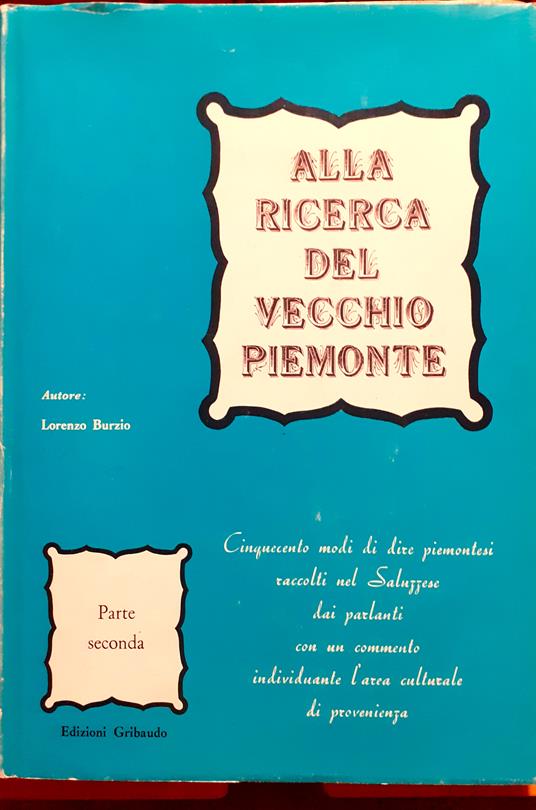 ALLA
RICERCA
DEL
VECCHIO
PIEMONTE
Autore:
Lorenzo Burzio
Cinquecento modi di dire piemontesi
raccolti nel Saluzzese
dai parlanti
con un commento
individuante l'area culturale
di provenienza
Parte
seconda
Edizioni Gribaudo